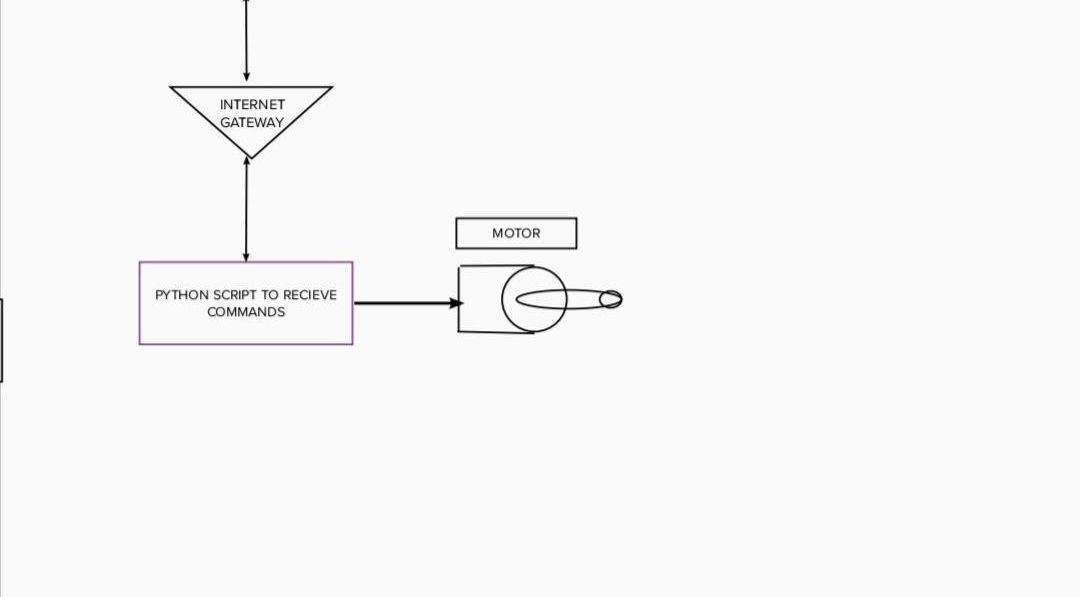 INTERNET
GATEWAY
MOTOR
PYTHON SCRIPT TO RECIEVE
COMMANDS